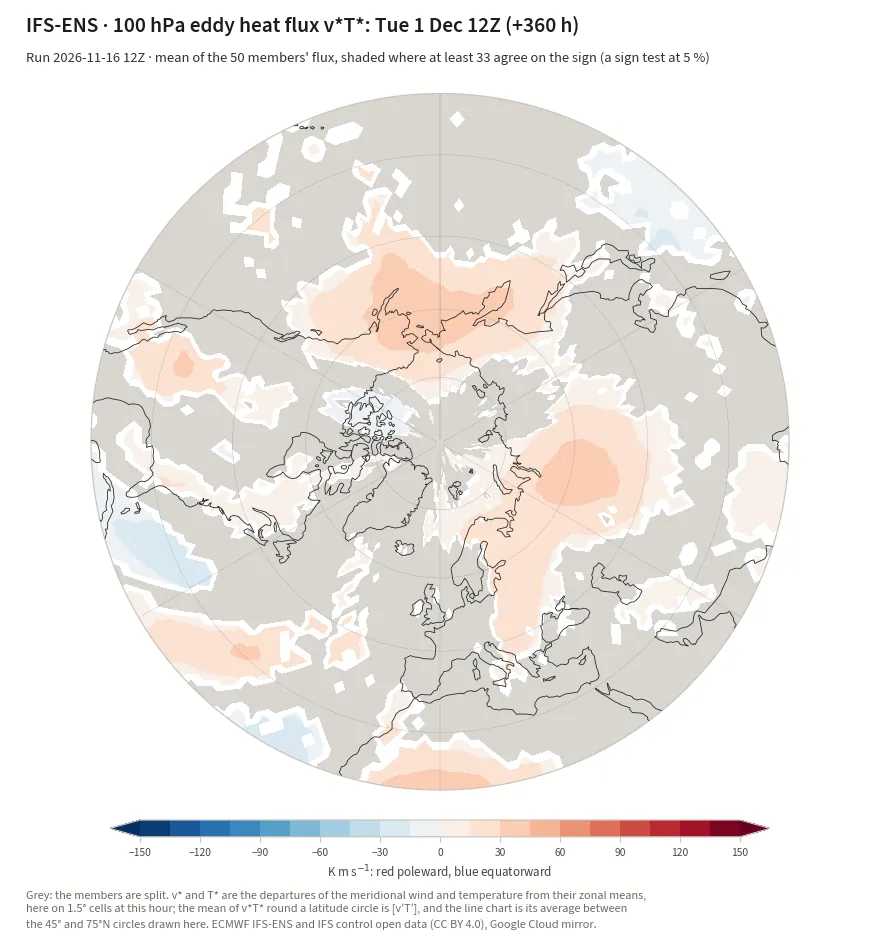 IFS-ENS · 100 hPa eddy heat flux v*T*: Tue 1 Dec 12Z (+360 h)
Run 2026-11-16 12Z · mean of the 50 members' flux, shaded where at least 33 agree on the sign (a sign test at 5 %)
−150 −120 −90 −60 −30 0 30 60 90 120 150
K m s⁻¹: red poleward, blue equatorward
Grey: the members are split. v* and T* are the departures of the meridional wind and temperature from their zonal means,
here on 1.5° cells at this hour; the mean of v*T* round a latitude circle is [v'T'], and the line chart is its average between
the 45° and 75°N circles drawn here. ECMWF IFS-ENS and IFS control open data (CC BY 4.0), Google Cloud mirror.